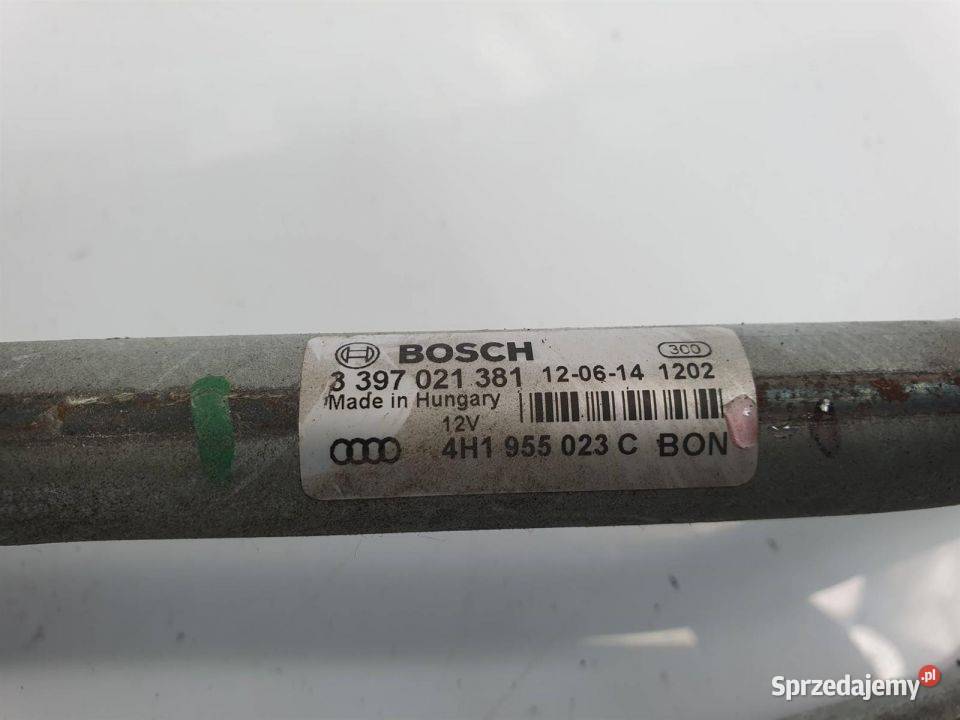 BOSCH 300
3 397 021 381 12-06-14 1202
Made in Hungary
12V
4H1 955 023 C BON
Sprzedajemy.pl